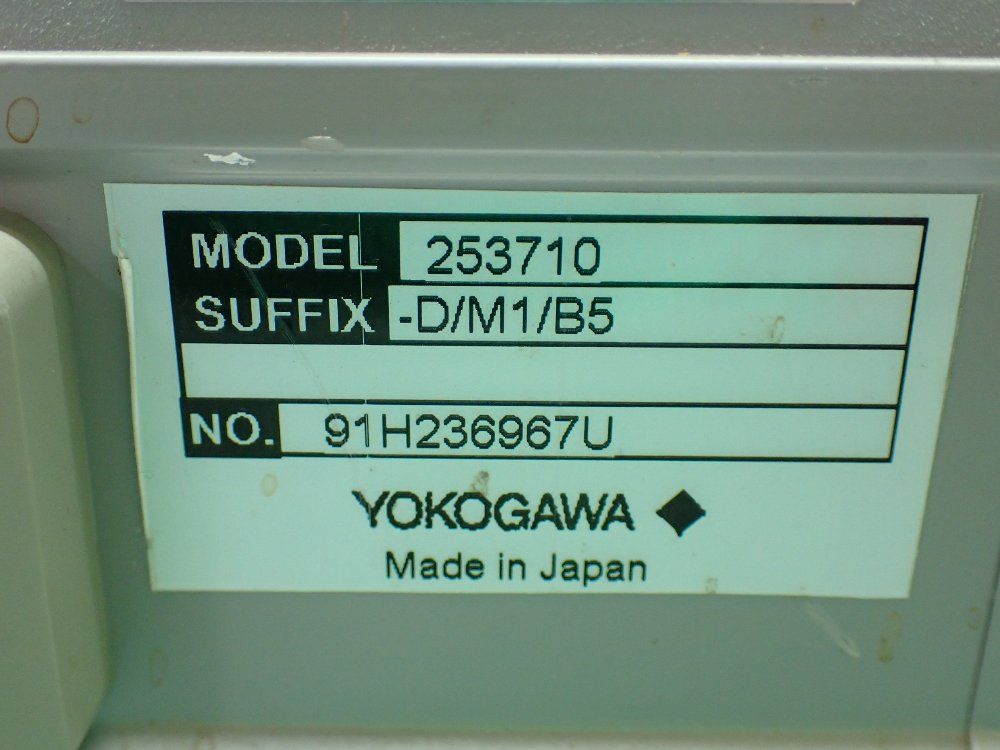 MODEL 253710
SUFFIX -D/M1/B5
NO. 91H236967U
YOKOGAWA
Made in Japan